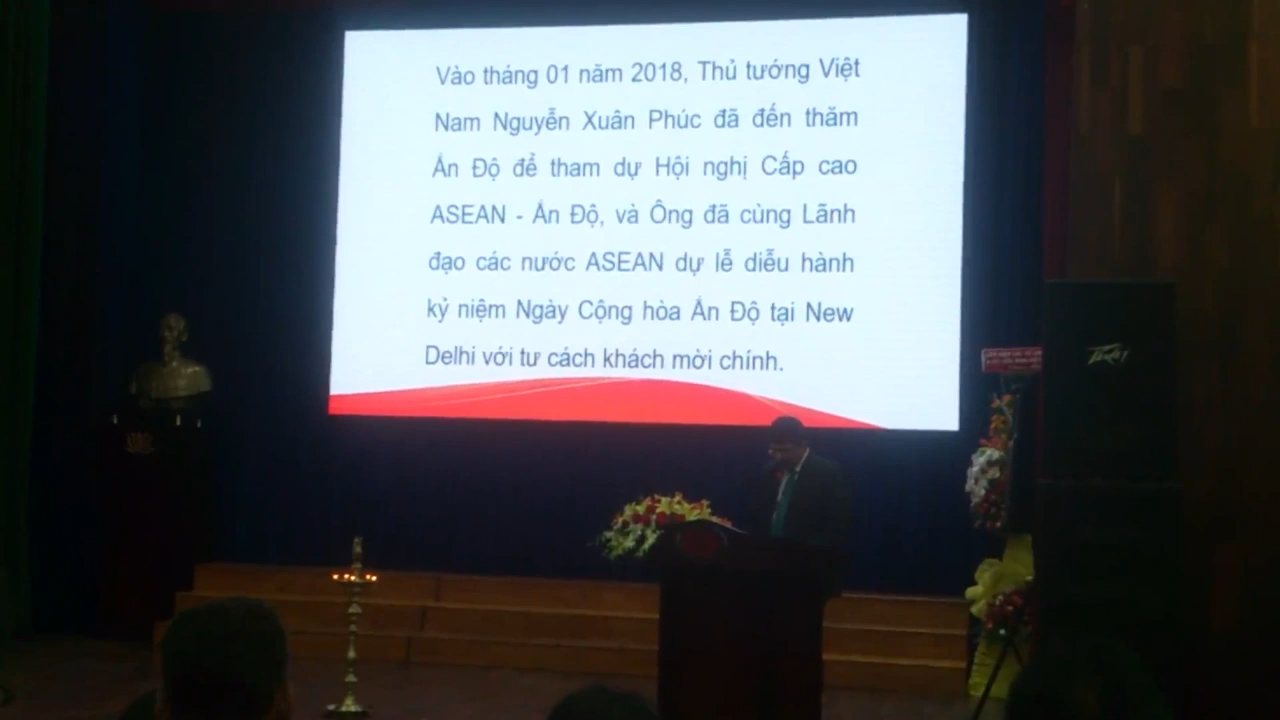 Vào tháng 01 năm 2018, Thủ tướng Việt
Nam Nguyễn Xuân Phúc đã đến thăm
Ấn Độ để tham dự Hội nghị Cấp cao
ASEAN - Ấn Độ, và Ông đã cùng Lãnh
đạo các nước ASEAN dự lễ diễu hành
kỷ niệm Ngày Cộng hòa Ấn Độ tại New
Delhi với tư cách khách mời chính.